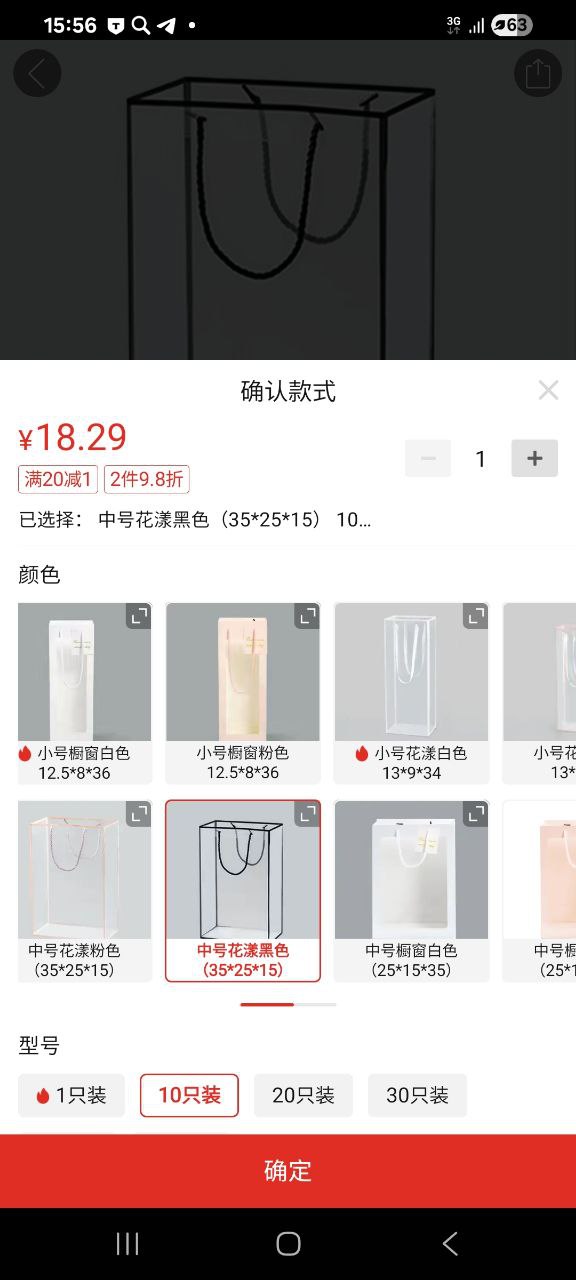 15:56
3G
63
确认款式
¥18.29
满20减1 2件9.8折
1
已选择： 中号花漾黑色（35*25*15） 10...
颜色
小号橱窗白色
12.5*8*36
小号橱窗粉色
12.5*8*36
小号花漾白色
13*9*34
小号花
13*
中号花漾粉色
（35*25*15）
中号花漾黑色
（35*25*15）
中号橱窗白色
（25*15*35）
中号橱
（25*1
型号
1只装
10只装
20只装
30只装
确定